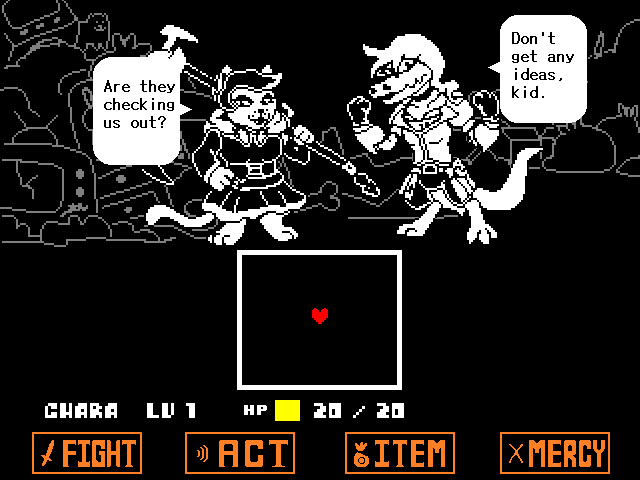 Are they
checking
us out?
Don't
get any
ideas,
kid.
CHARA LV 1 HP 20 / 20
FIGHT ACT ITEM MERCY